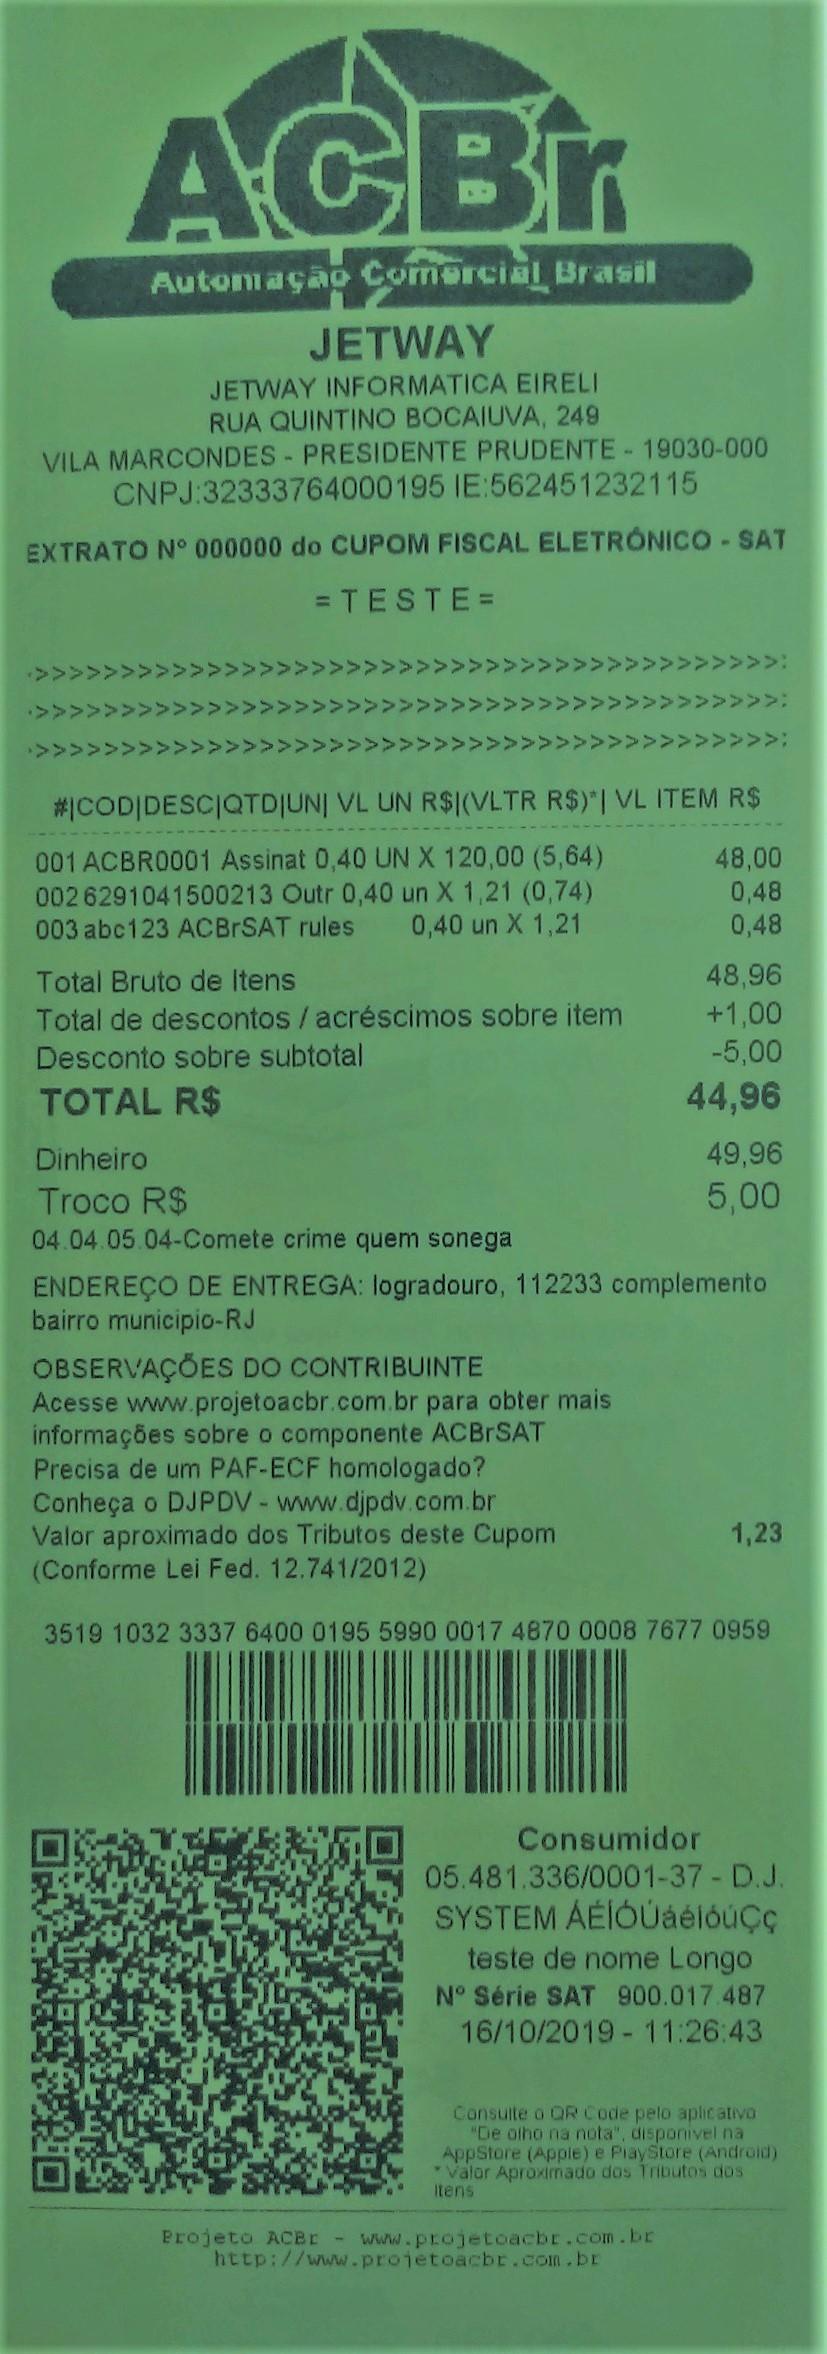 ACBr
Automação Comercial Brasil
JETWAY
JETWAY INFORMATICA EIRELI
RUA QUINTINO BOCAIUVA, 249
VILA MARCONDES - PRESIDENTE PRUDENTE - 19030-000
CNPJ:32333764000195 IE:562451232115
EXTRATO Nº 000000 do CUPOM FISCAL ELETRÔNICO - SAT
= T E S T E =
>>>>>>>>>>>>>>>>>>>>>>>>>>>>>>>>>>>>>>>>>>>>
>>>>>>>>>>>>>>>>>>>>>>>>>>>>>>>>>>>>>>>>>>>>
>>>>>>>>>>>>>>>>>>>>>>>>>>>>>>>>>>>>>>>>>>>>
#|COD|DESC|QTD|UN| VL UN R$|(VLTR R$)*| VL ITEM R$
001 ACBR0001 Assinat 0,40 UN X 120,00 (5,64) 48,00
002 6291041500213 Outr 0,40 un X 1,21 (0,74) 0,48
003 abc123 ACBrSAT rules 0,40 un X 1,21 0,48
Total Bruto de Itens 48,96
Total de descontos / acréscimos sobre item +1,00
Desconto sobre subtotal -5,00
TOTAL R$ 44,96
Dinheiro 49,96
Troco R$ 5,00
04.04.05.04-Comete crime quem sonega
ENDEREÇO DE ENTREGA: logradouro, 112233 complemento
bairro municipio-RJ
OBSERVAÇÕES DO CONTRIBUINTE
Acesse www.projetoacbr.com.br para obter mais
informações sobre o componente ACBrSAT
Precisa de um PAF-ECF homologado?
Conheça o DJPDV - www.djpdv.com.br
Valor aproximado dos Tributos deste Cupom 1,23
(Conforme Lei Fed. 12.741/2012)
3519 1032 3337 6400 0195 5990 0017 4870 0008 7677 0959
Consumidor
05.481.336/0001-37 - D.J.
SYSTEM ÁÉÍÓÚáéíóúÇç
teste de nome Longo
Nº Série SAT 900.017.487
16/10/2019 - 11:26:43
Consulte o QR Code pelo aplicativo
"De olho na nota", disponível na
AppStore (Apple) e PlayStore (Android)
* Valor Aproximado dos Tributos dos
Itens
Projeto ACBr - www.projetoacbr.com.br
http://www.projetoacbr.com.br